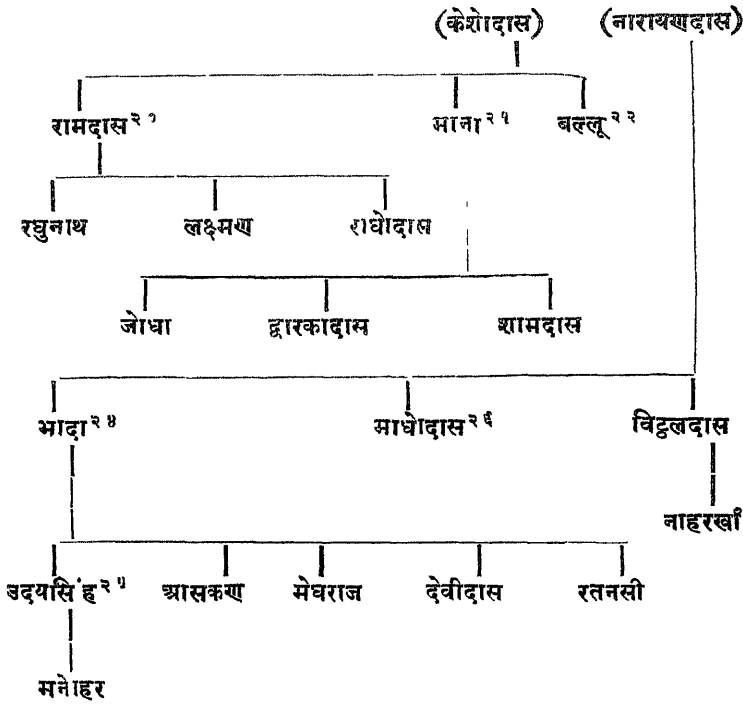 (केशोदास) (नारायणदास)
रामदास२१ माना२१ बल्लू२२
रघुनाथ लक्ष्मण राघोदास
जोधा द्वारकादास शामदास
भादा२४ माधोदास२६ विट्ठलदास
नाहरखाँ
उदयसिंह२५ आसकण मेघराज देवीदास रतनसी
मनोहर